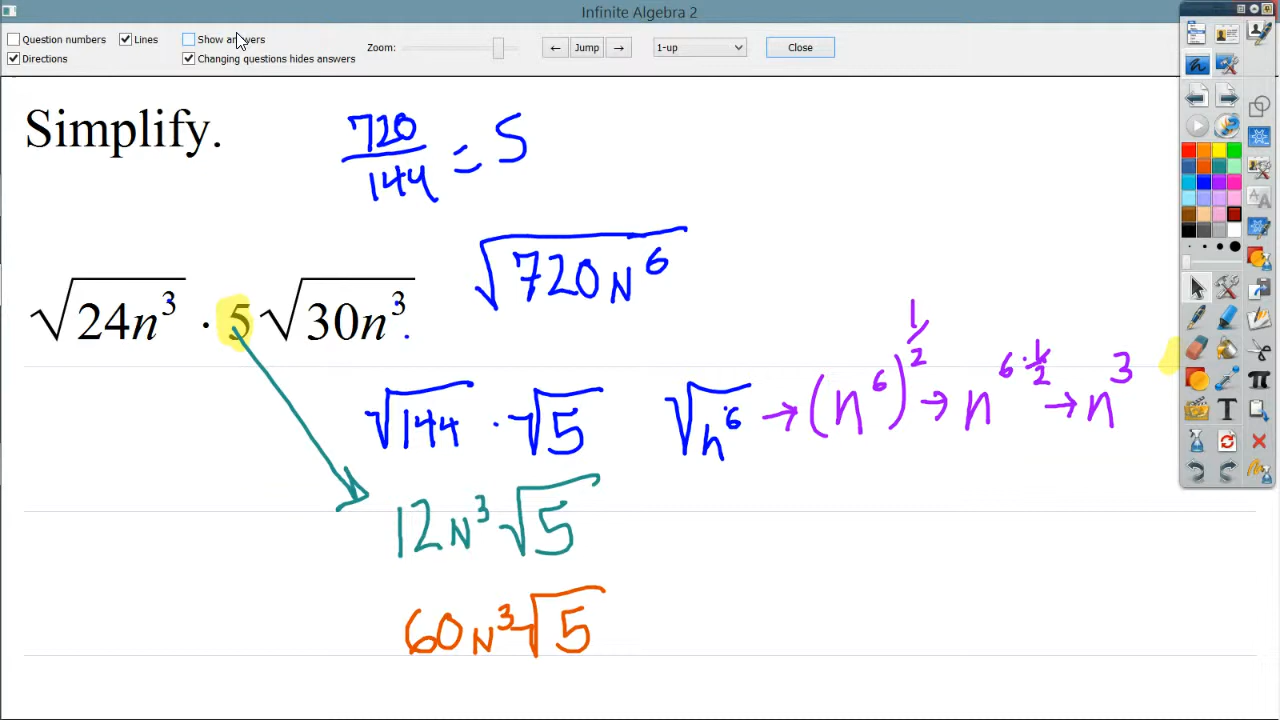 Infinite Algebra 2
Question numbers Lines Show answers
Directions Changing questions hides answers
Zoom: ← Jump → 1-up Close
Simplify.
720/144 = 5
√(24n³) · 5√(30n³).
√(720N⁶)
√144 · √5 √(n⁶) → (n⁶)^(1/2) → n^(6·1/2) → n³
12N³√5
60N³√5